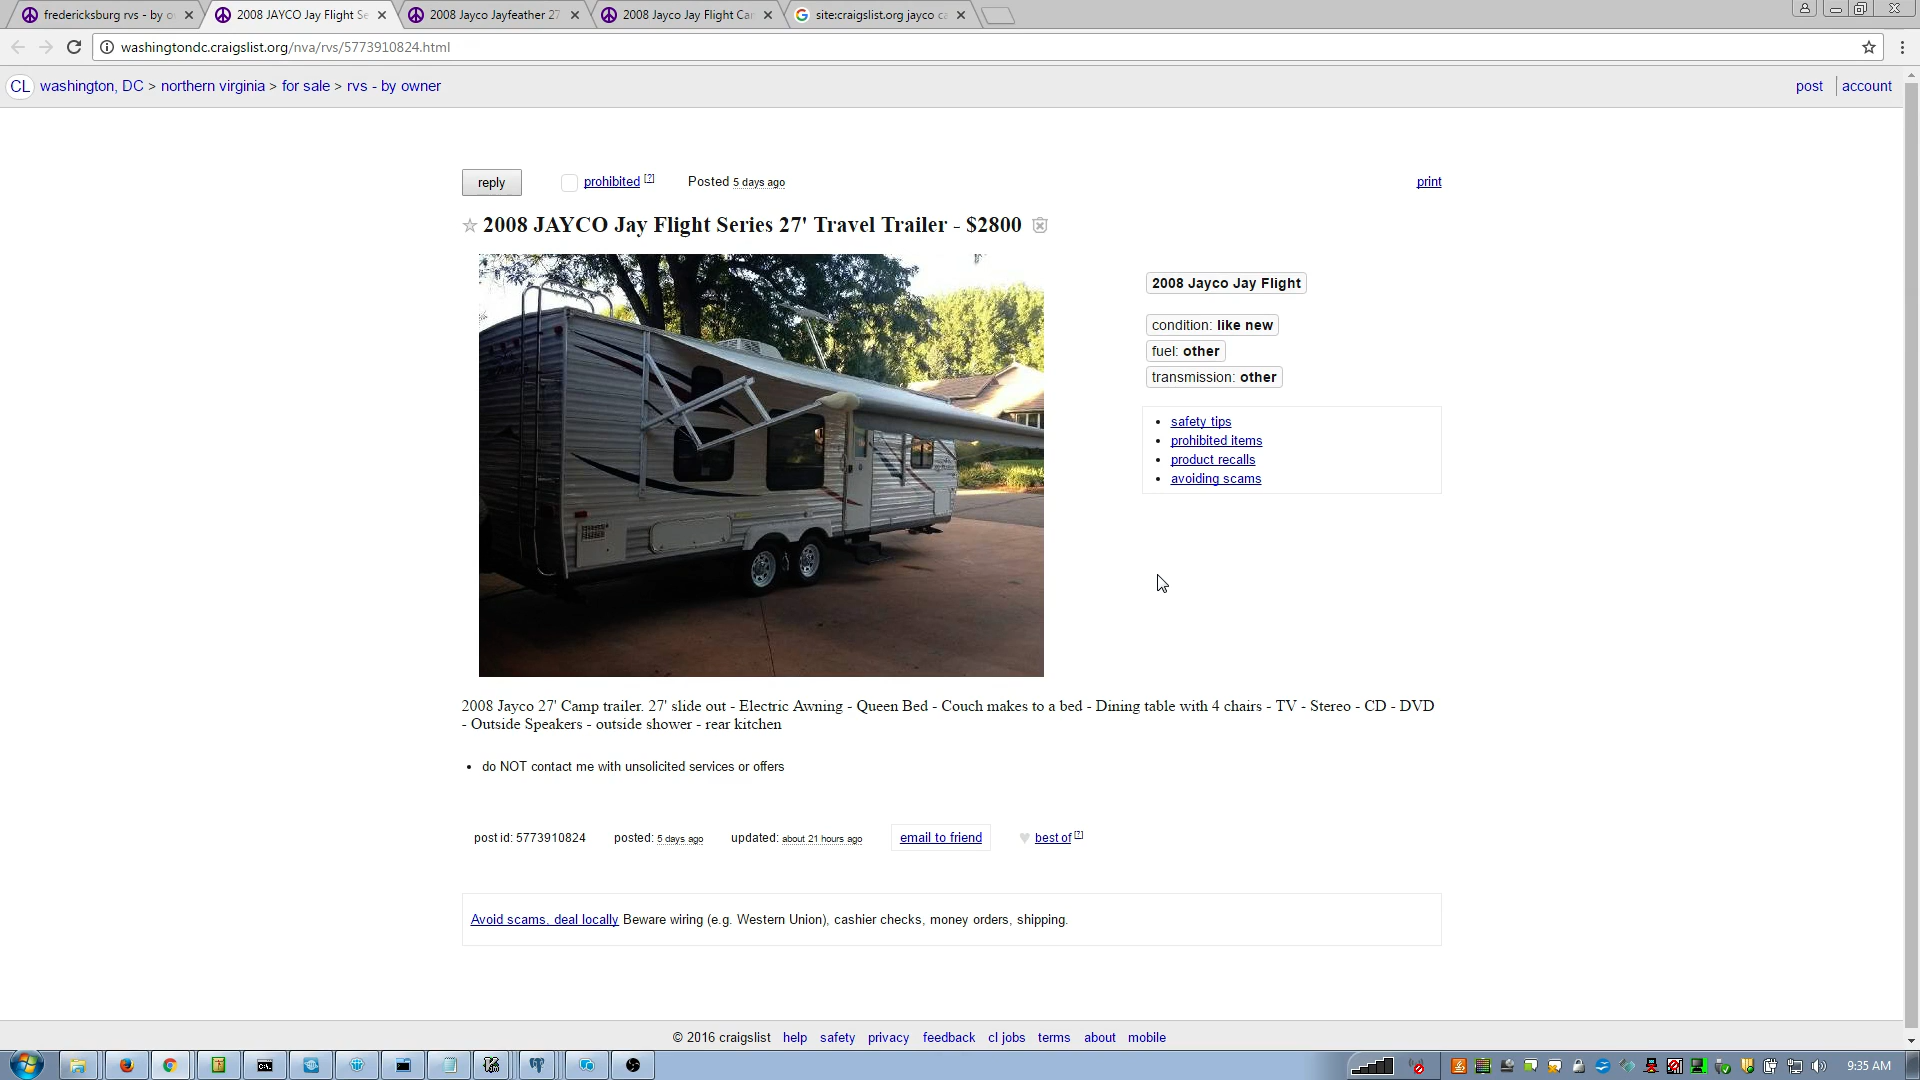 fredericksburg rvs - by o
2008 JAYCO Jay Flight Se
2008 Jayco Jayfeather 27
2008 Jayco Jay Flight Ca
site:craigslist.org jayco ca
washingtondc.craigslist.org/nva/rvs/5773910824.html
CL washington, DC > northern virginia > for sale > rvs - by owner
post account
reply prohibited [?] Posted 5 days ago print
2008 JAYCO Jay Flight Series 27' Travel Trailer - $2800
2008 Jayco Jay Flight
condition: like new
fuel: other
transmission: other
safety tips
prohibited items
product recalls
avoiding scams
2008 Jayco 27' Camp trailer. 27' slide out - Electric Awning - Queen Bed - Couch makes to a bed - Dining table with 4 chairs - TV - Stereo - CD - DVD
- Outside Speakers - outside shower - rear kitchen
do NOT contact me with unsolicited services or offers
post id: 5773910824 posted: 5 days ago updated: about 21 hours ago email to friend best of [?]
Avoid scams, deal locally Beware wiring (e.g. Western Union), cashier checks, money orders, shipping.
© 2016 craigslist help safety privacy feedback cl jobs terms about mobile
9:35 AM